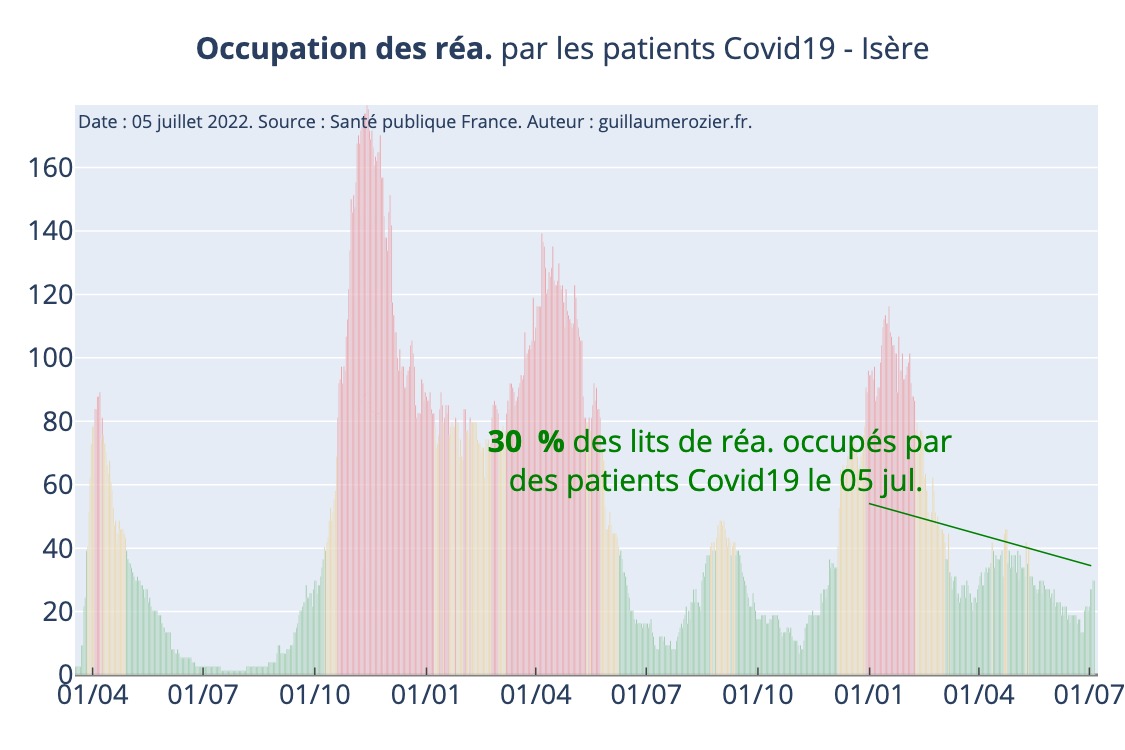 Occupation des réa. par les patients Covid19 - Isère
Date : 05 juillet 2022. Source : Santé publique France. Auteur : guillaumerozier.fr.
160
140
120
100
80
30 % des lits de réa. occupés par
des patients Covid19 le 05 jul.
60
40
20
0
01/04 01/07 01/10 01/01 01/04 01/07 01/10 01/01 01/04 01/07